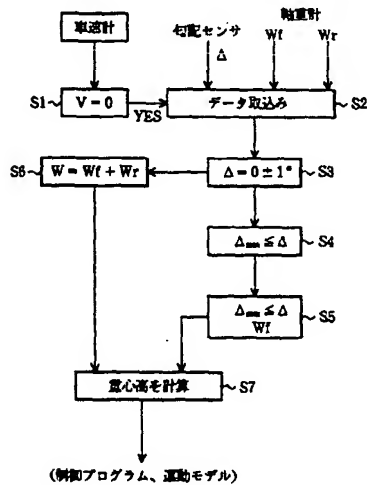 車速計
勾配センサ
Δ
軸重計
Wf Wr
S1 V = 0 YES データ取込み S2
S6 W = Wf + Wr Δ = 0 ± 1° S3
Δmin ≦ Δ S4
Δmin ≦ Δ
Wf S5
重心高を計算 S7
(制御プログラム、運動モデル)